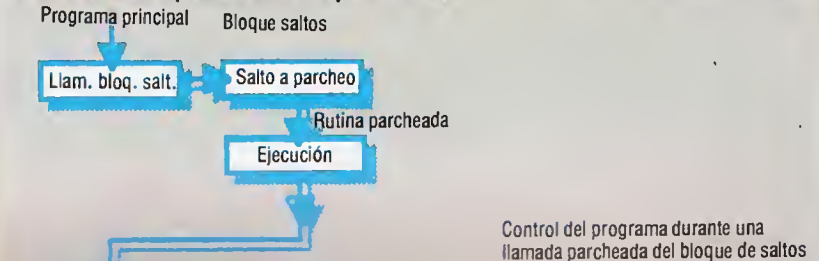 Programa principal
Bloque saltos
Llam. bloq. salt.
Salto a parcheo
Rutina parcheada
Ejecución
Control del programa durante una
llamada parcheada del bloque de saltos